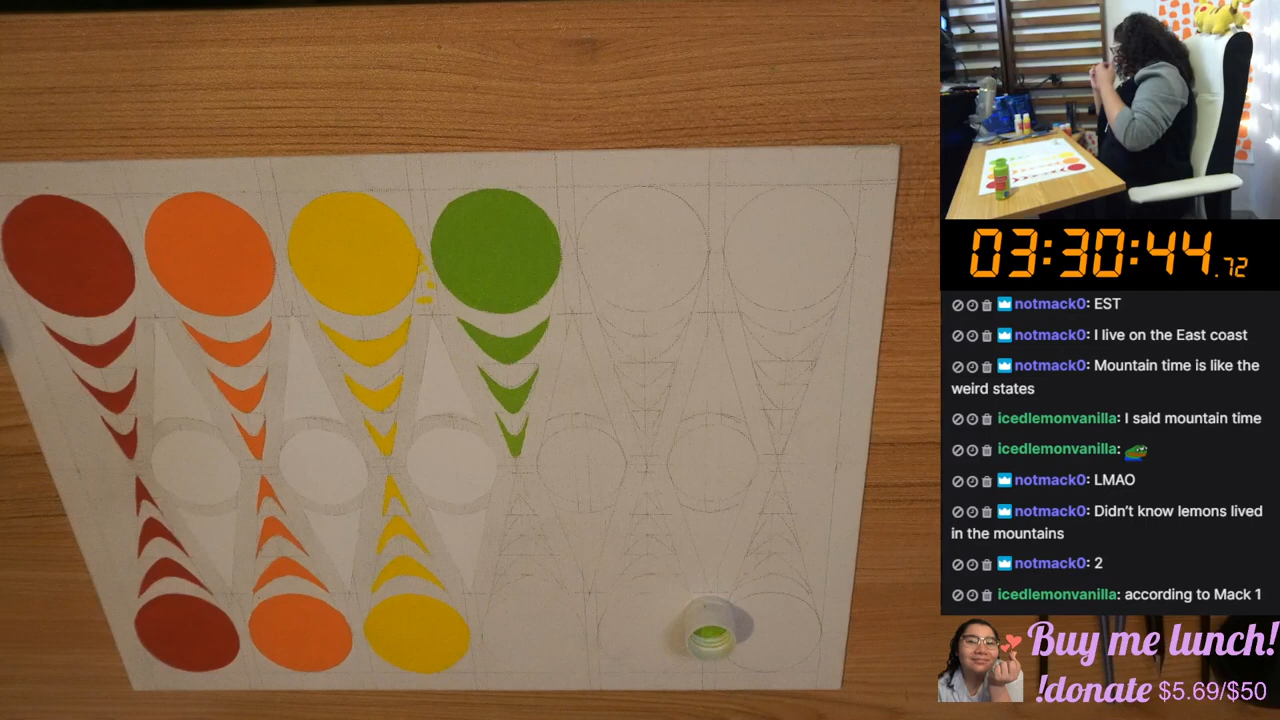 03:30:44.72
notmack0: EST
notmack0: I live on the East coast
notmack0: Mountain time is like the
weird states
icedlemonvanilla: I said mountain time
icedlemonvanilla:
notmack0: LMAO
notmack0: Didn't know lemons lived
in the mountains
notmack0: 2
icedlemonvanilla: according to Mack 1
Buy me lunch!
!donate $5.69/$50